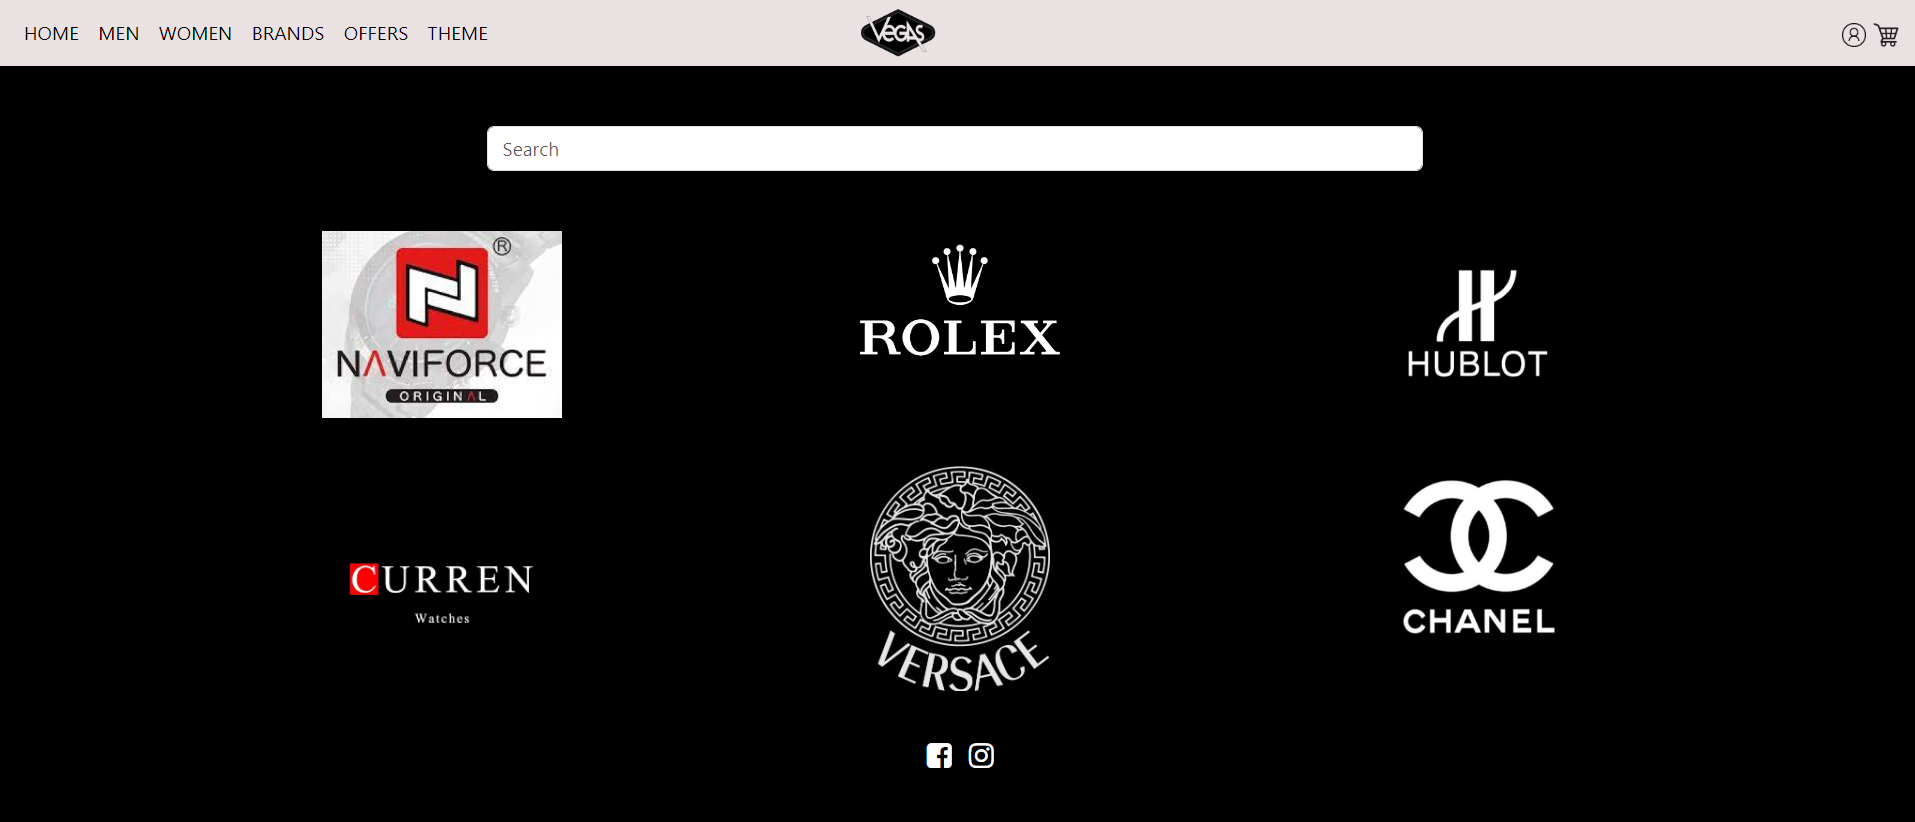 HOME MEN WOMEN BRANDS OFFERS THEME
VEGAS
Search
®
NAVIFORCE
ORIGINAL
ROLEX
HUBLOT
CURREN
Watches
VERSACE
CHANEL